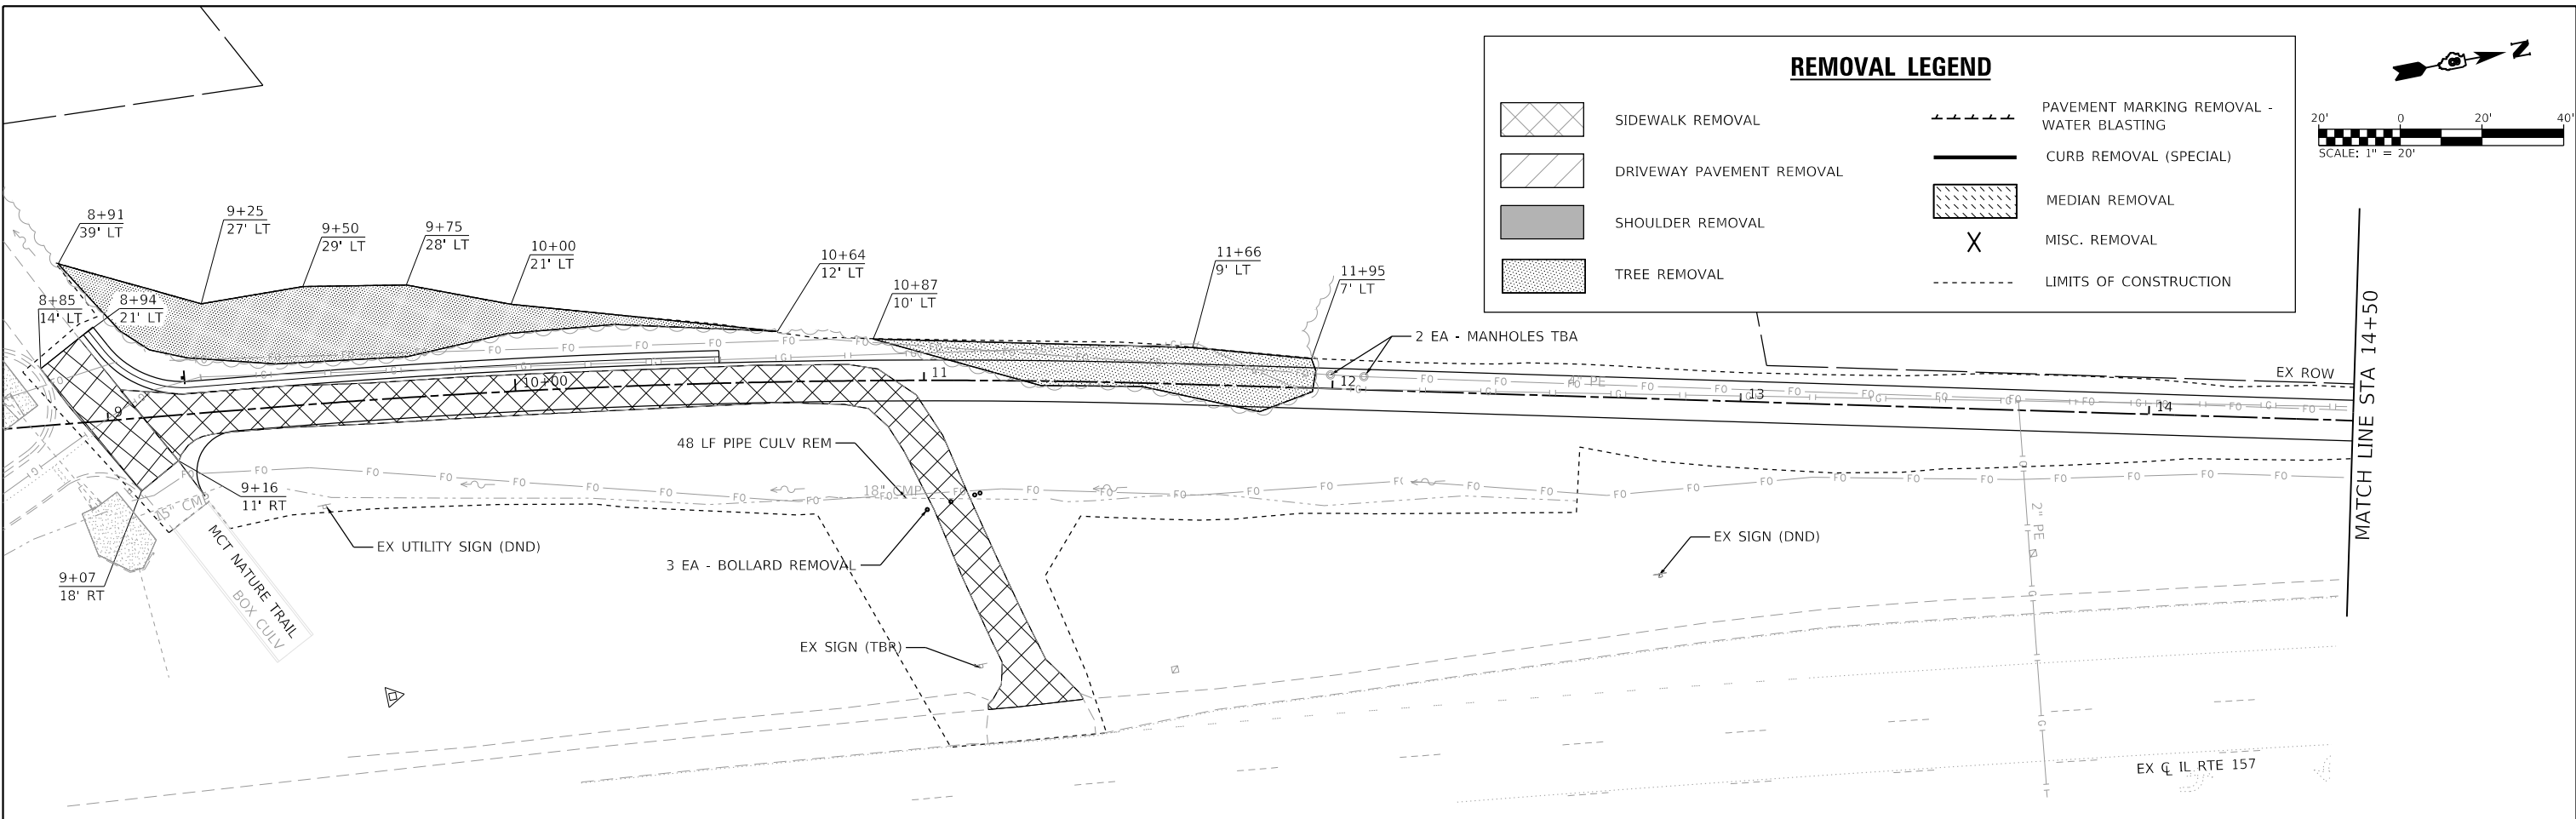 REMOVAL LEGEND
SIDEWALK REMOVAL
DRIVEWAY PAVEMENT REMOVAL
SHOULDER REMOVAL
TREE REMOVAL
PAVEMENT MARKING REMOVAL -
WATER BLASTING
CURB REMOVAL (SPECIAL)
MEDIAN REMOVAL
X
MISC. REMOVAL
LIMITS OF CONSTRUCTION
N
20'
0
20'
40'
SCALE: 1" = 20'
8+91
39' LT
9+25
27' LT
9+50
29' LT
9+75
28' LT
10+00
21' LT
10+64
12' LT
10+87
10' LT
11+66
9' LT
11+95
7' LT
8+85
14' LT
8+94
21' LT
2 EA - MANHOLES TBA
EX ROW
9
10+00
11
12
13
14
4" PE
MATCH LINE STA 14+50
48 LF PIPE CULV REM
18" CMP
9+16
11' RT
15" CMP
MCT NATURE TRAIL
BOX CULV
EX UTILITY SIGN (DND)
3 EA - BOLLARD REMOVAL
9+07
18' RT
EX SIGN (TBR)
EX SIGN (DND)
2" PE
EX CL IL RTE 157